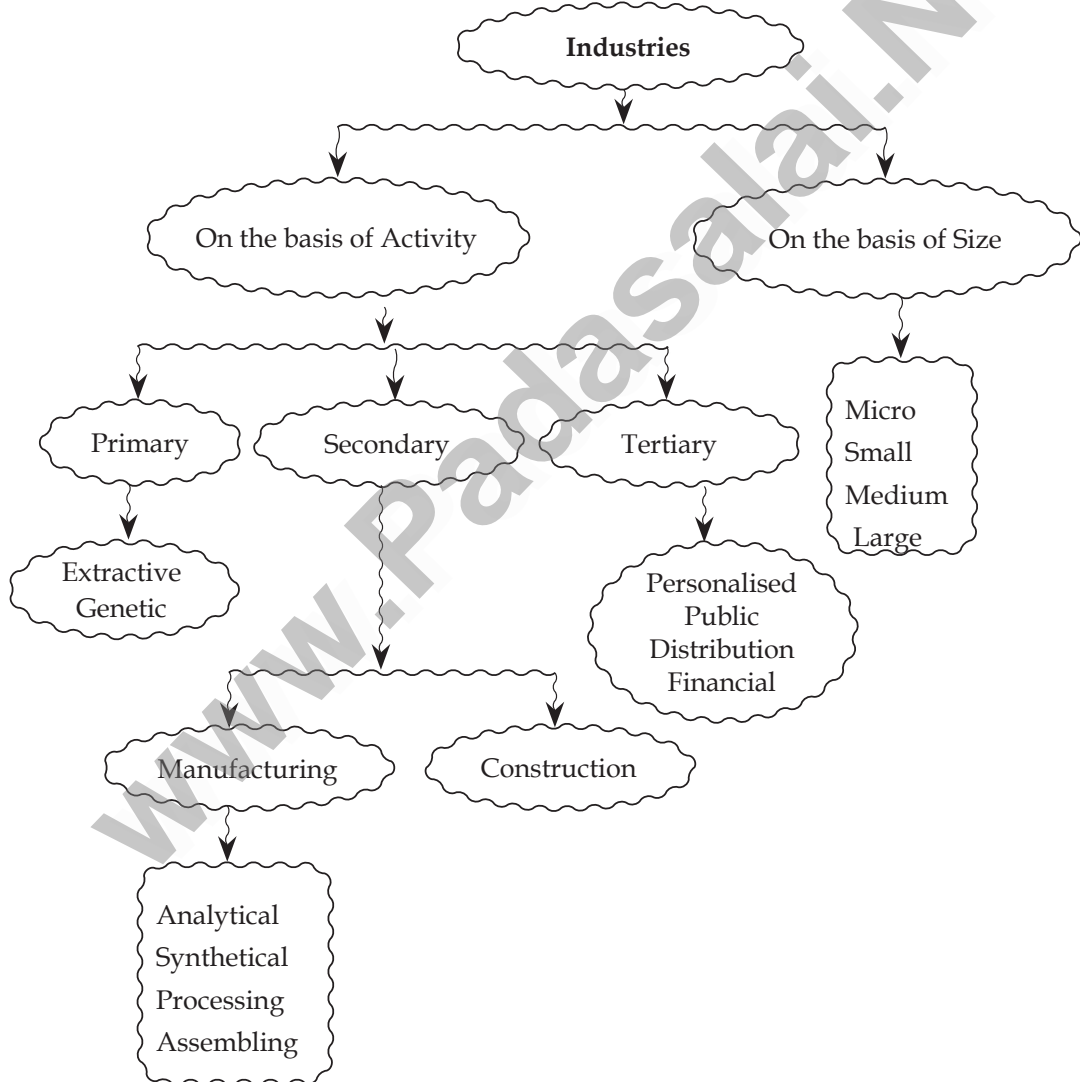 Industries
On the basis of Activity
On the basis of Size
Primary
Secondary
Tertiary
Micro
Small
Medium
Large
Extractive
Genetic
Personalised
Public
Distribution
Financial
Manufacturing
Construction
Analytical
Synthetical
Processing
Assembling
www.Padasalai.N